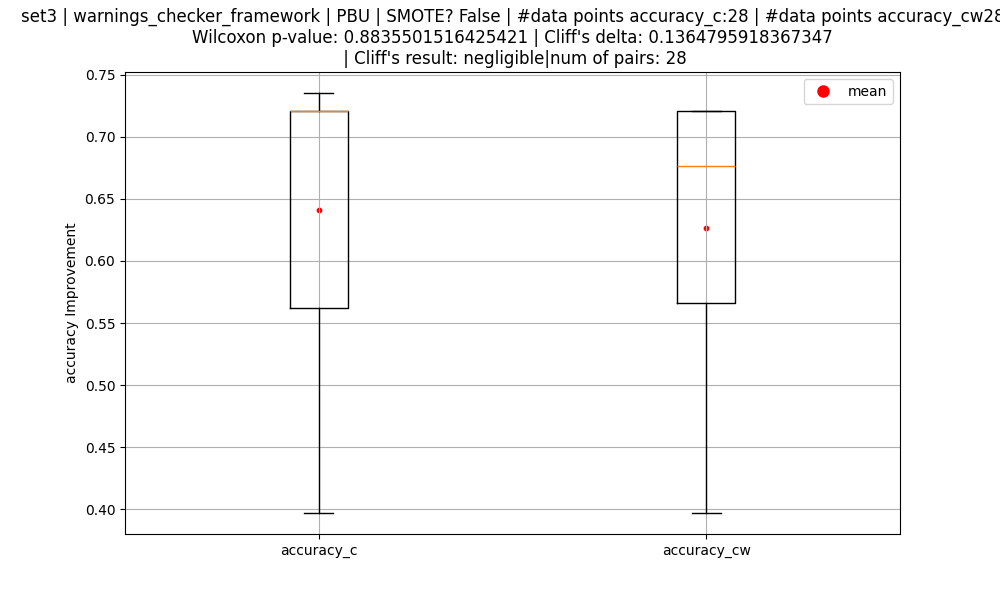 set3 | warnings_checker_framework | PBU | SMOTE? False | #data points accuracy_c:28 | #data points accuracy_cw28
Wilcoxon p-value: 0.8835501516425421 | Cliff's delta: 0.1364795918367347
| Cliff's result: negligible|num of pairs: 28
mean
0.75
0.70
0.65
0.60
0.55
0.50
0.45
0.40
accuracy Improvement
accuracy_c
accuracy_cw